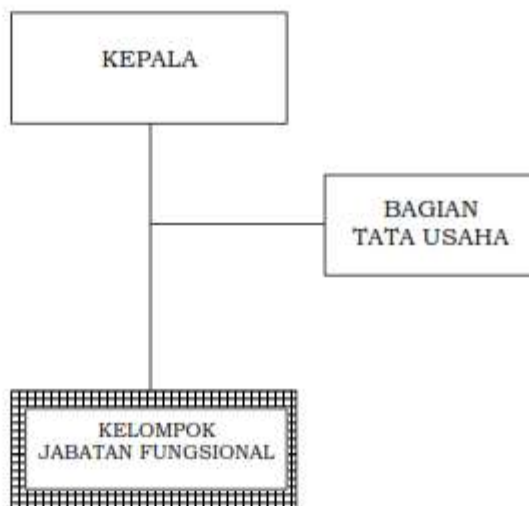 KEPALA
BAGIAN
TATA USAHA
KELOMPOK
JABATAN FUNGSIONAL